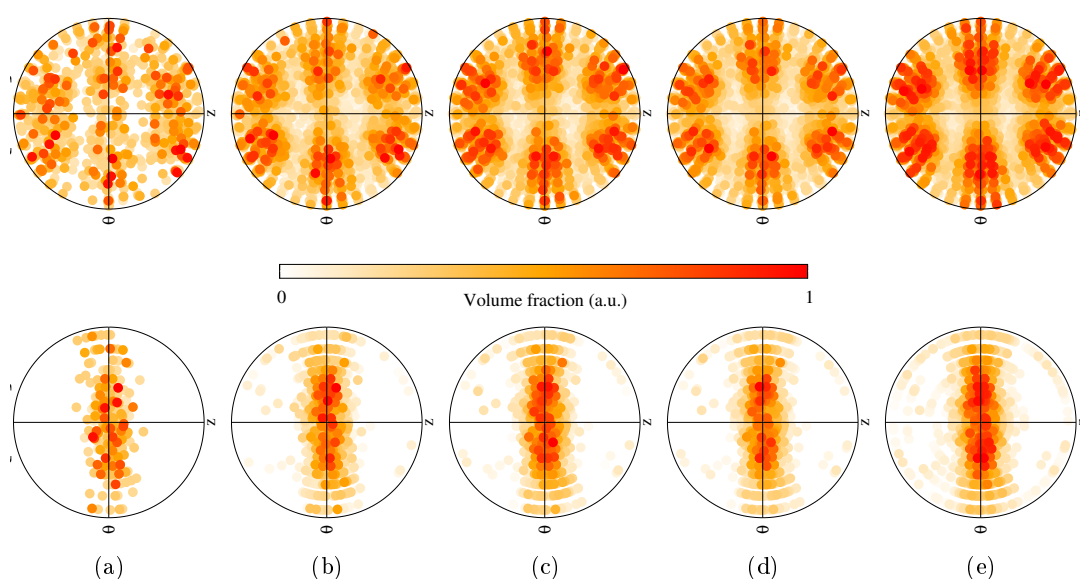 z z z z
θ θ θ θ θ
0 Volume fraction (a.u.) 1
z z z z
θ θ θ θ θ
(a) (b) (c) (d) (e)